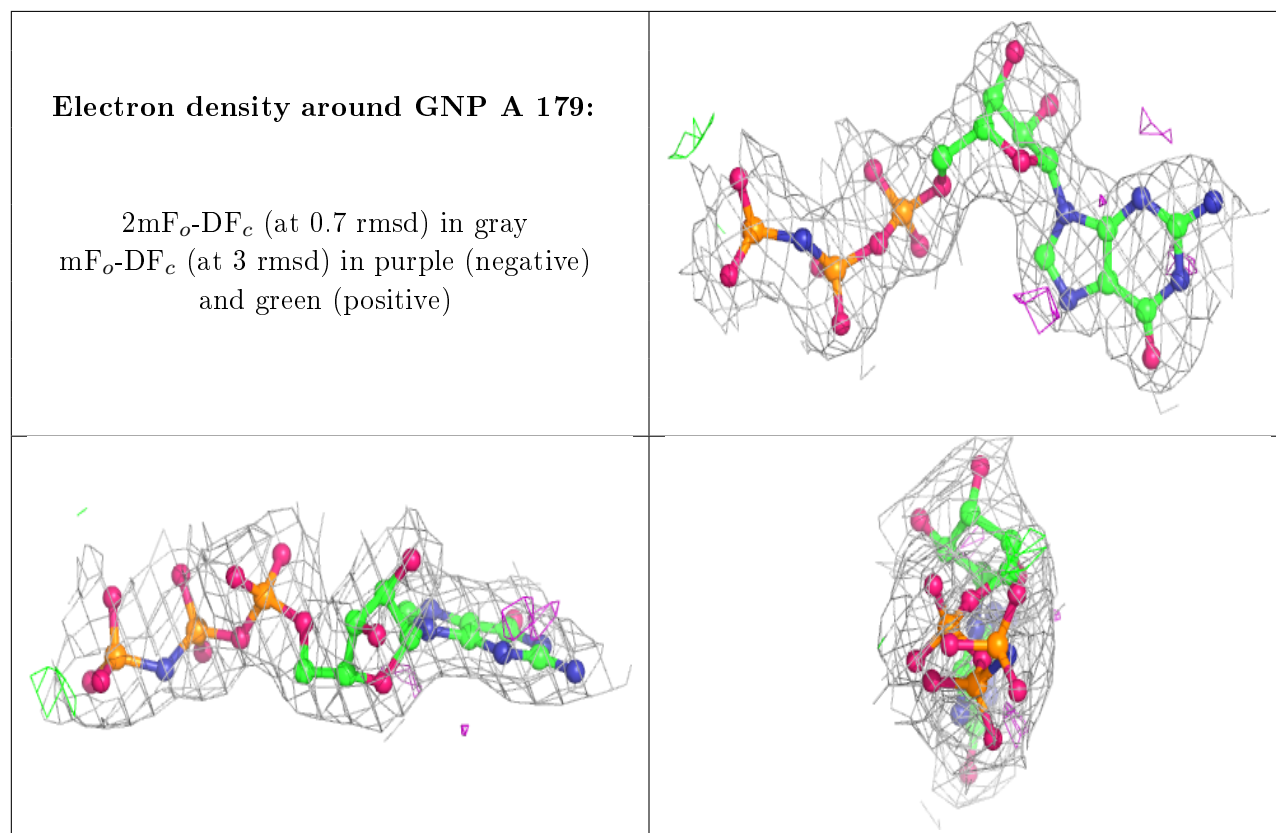 Electron density around GNP A 179:
2mFₒ-DF𝒸 (at 0.7 rmsd) in gray
mFₒ-DF𝒸 (at 3 rmsd) in purple (negative)
and green (positive)